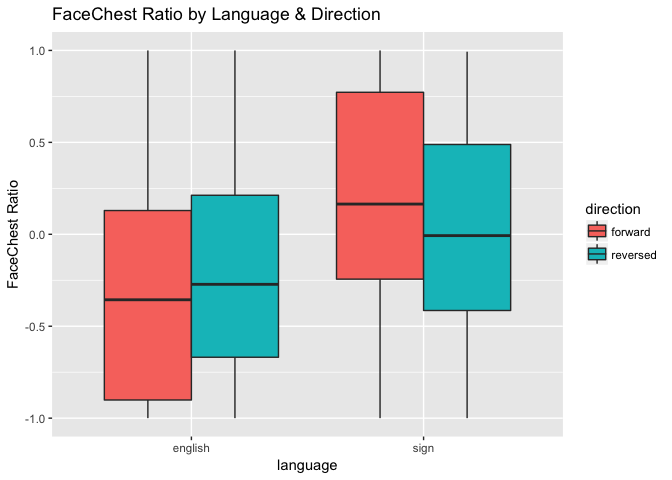 FaceChest Ratio by Language & Direction
FaceChest Ratio
1.0
0.5
0.0
-0.5
-1.0
english
sign
language
direction
forward
reversed